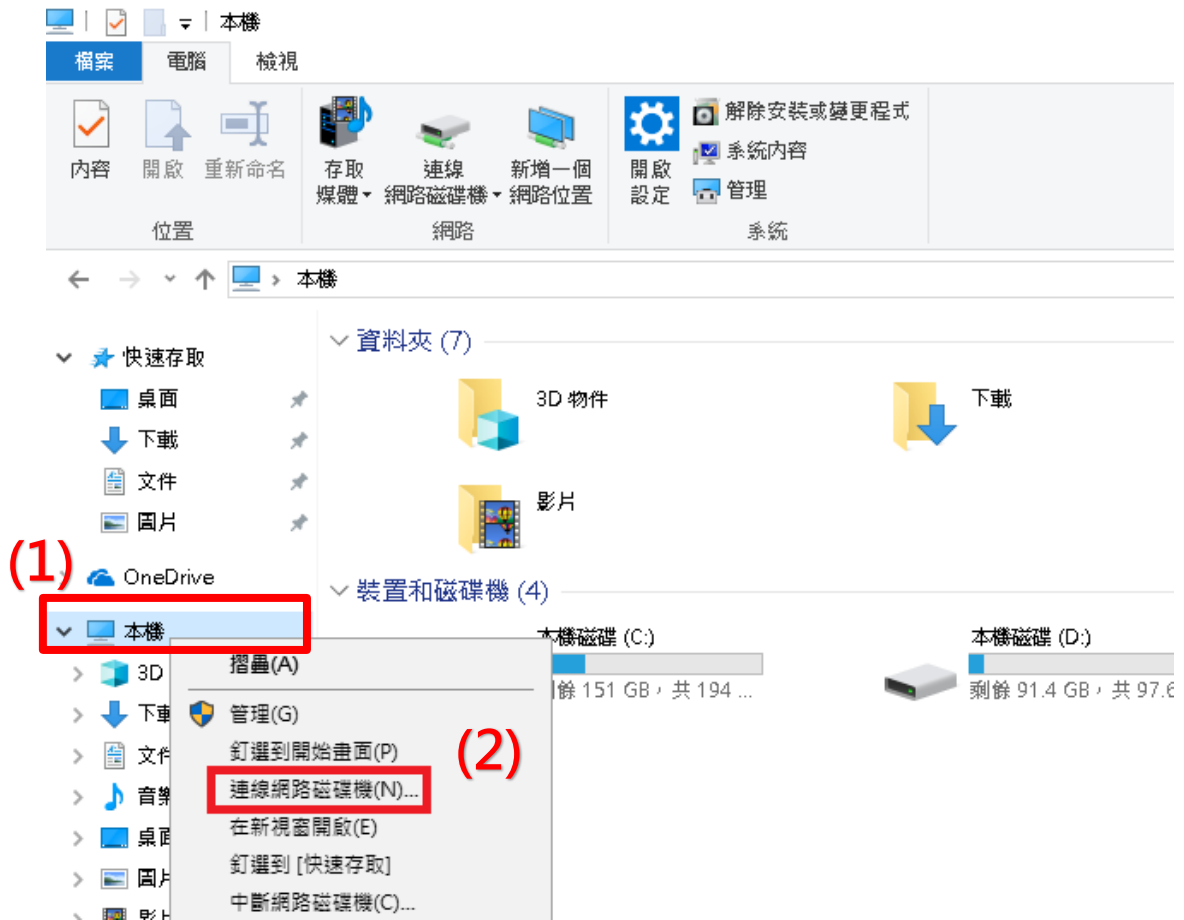 本機
檔案 電腦 檢視
內容 開啟 重新命名
存取
媒體
連線
網路磁碟機
新增一個
網路位置
開啟
設定
解除安裝或變更程式
系統內容
管理
位置 網路 系統
本機
快速存取
桌面
下載
文件
圖片
(1)
OneDrive
本機
3D
下載
文件
音樂
桌面
圖片
影片
資料夾 (7)
3D 物件
下載
影片
裝置和磁碟機 (4)
本機磁碟 (C:)
剩餘 151 GB，共 194 ...
本機磁碟 (D:)
剩餘 91.4 GB，共 97.6
摺疊(A)
管理(G)
釘選到開始畫面(P)
(2)
連線網路磁碟機(N)...
在新視窗開啟(E)
釘選到 [快速存取]
中斷網路磁碟機(C)...